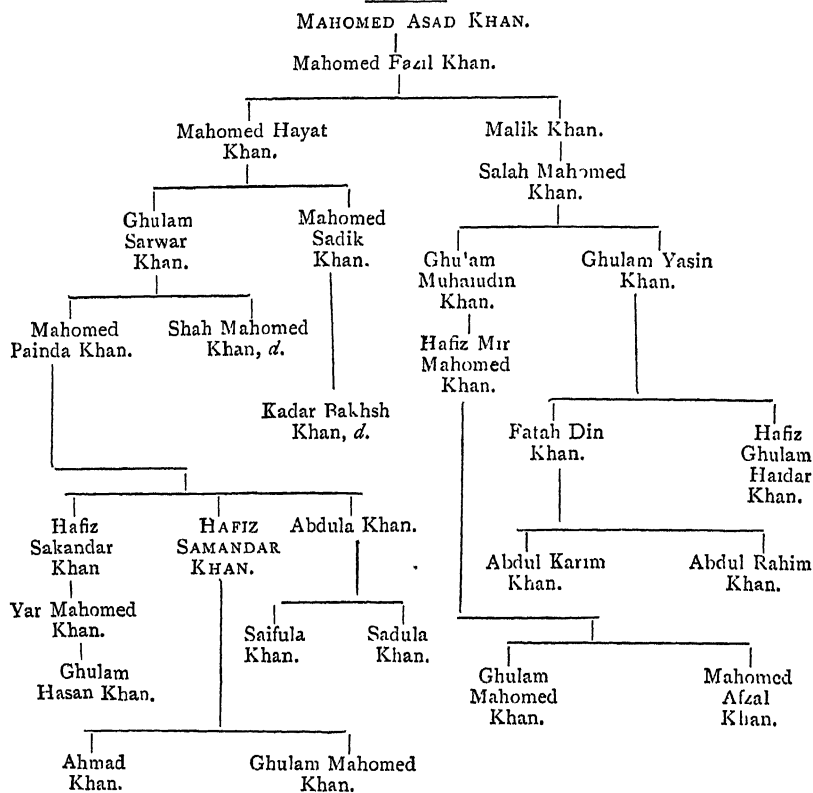 MAHOMED ASAD KHAN.
Mahomed Fazil Khan.
Mahomed Hayat
Khan.
Malik Khan.
Salah Mahomed
Khan.
Ghulam
Sarwar
Khan.
Mahomed
Sadik
Khan.
Ghu'am
Muhaiudin
Khan.
Ghulam Yasin
Khan.
Mahomed
Painda Khan.
Shah Mahomed
Khan, d.
Hafiz Mir
Mahomed
Khan.
Kadar Bakhsh
Khan, d.
Fatah Din
Khan.
Hafiz
Ghulam
Haidar
Khan.
Hafiz
Sakandar
Khan
HAFIZ
SAMANDAR
KHAN.
Abdula Khan.
Abdul Karim
Khan.
Abdul Rahim
Khan.
Yar Mahomed
Khan.
Saifula
Khan.
Sadula
Khan.
Ghulam
Hasan Khan.
Ghulam
Mahomed
Khan.
Mahomed
Afzal
Khan.
Ahmad
Khan.
Ghulam Mahomed
Khan.